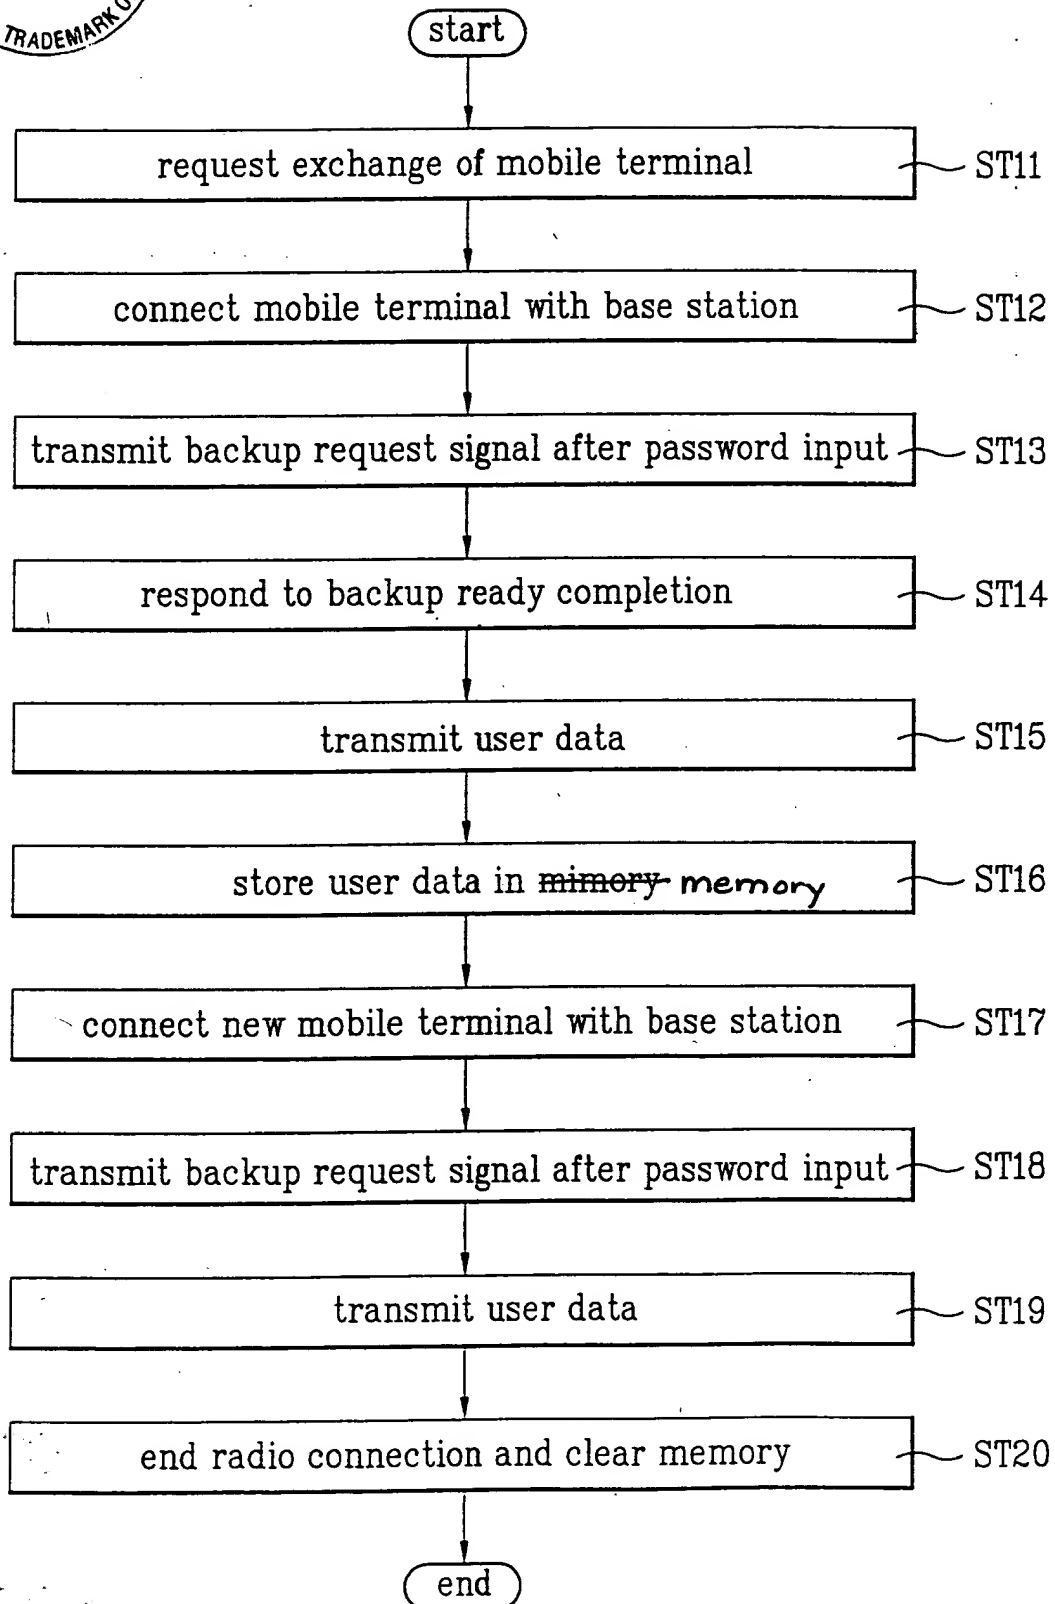 TRADEMARK
start
request exchange of mobile terminal ST11
connect mobile terminal with base station ST12
transmit backup request signal after password input ST13
respond to backup ready completion ST14
transmit user data ST15
store user data in mimory memory ST16
connect new mobile terminal with base station ST17
transmit backup request signal after password input ST18
transmit user data ST19
end radio connection and clear memory ST20
end